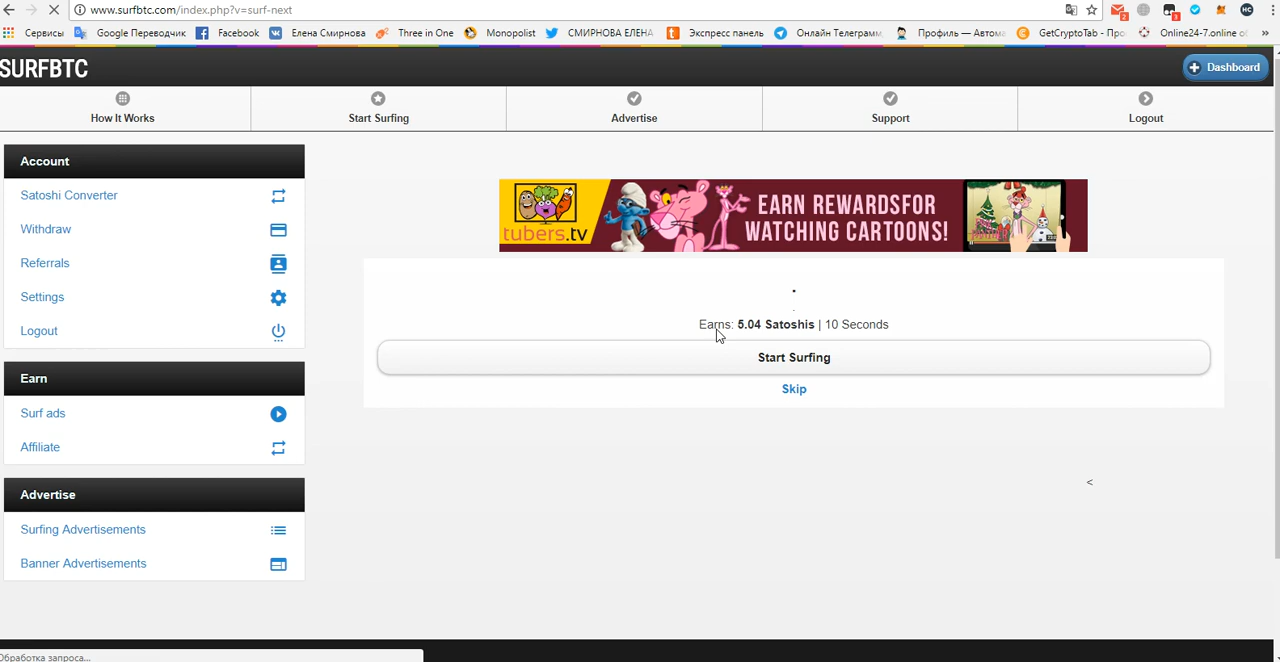 www.surfbtc.com/index.php?v=surf-next
2
3
НС
Сервисы Google Переводчик Facebook Елена Смирнова Three in One Monopolist СМИРНОВА ЕЛЕНА Экспресс панель Онлайн Телеграмм Профиль — Автома GetCryptoTab - Про Online24-7.online о »
SURFBTC
Dashboard
How It Works
Start Surfing
Advertise
Support
Logout
Account
Satoshi Converter
Withdraw
Referrals
Settings
Logout
Earn
Surf ads
Affiliate
Advertise
Surfing Advertisements
Banner Advertisements
tubers.tv
EARN REWARDSFOR
WATCHING CARTOONS!
.
.
Earns: 5.04 Satoshis | 10 Seconds
Start Surfing
Skip
<
Обработка запроса...